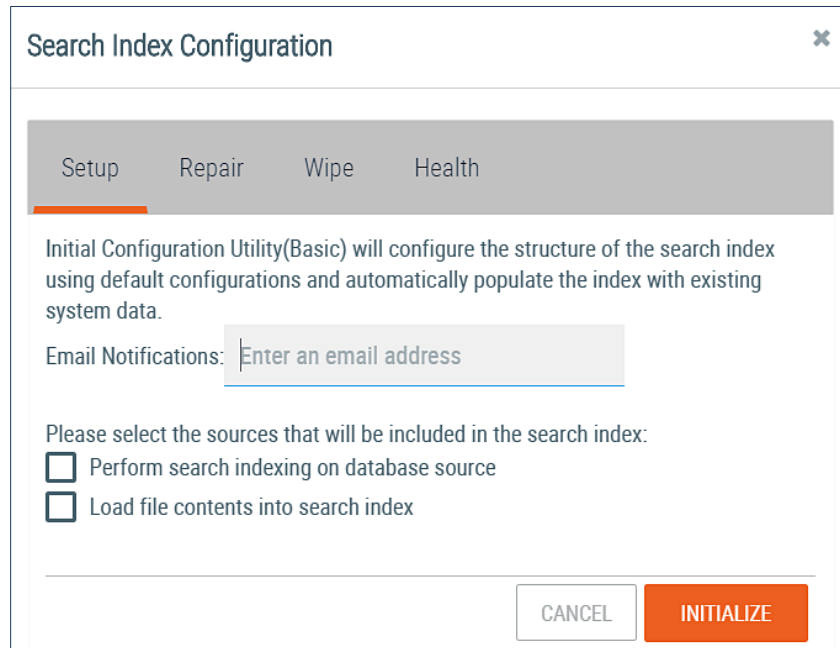 Search Index Configuration
Setup Repair Wipe Health
Initial Configuration Utility(Basic) will configure the structure of the search index
using default configurations and automatically populate the index with existing
system data.
Email Notifications: Enter an email address
Please select the sources that will be included in the search index:
Perform search indexing on database source
Load file contents into search index
CANCEL INITIALIZE